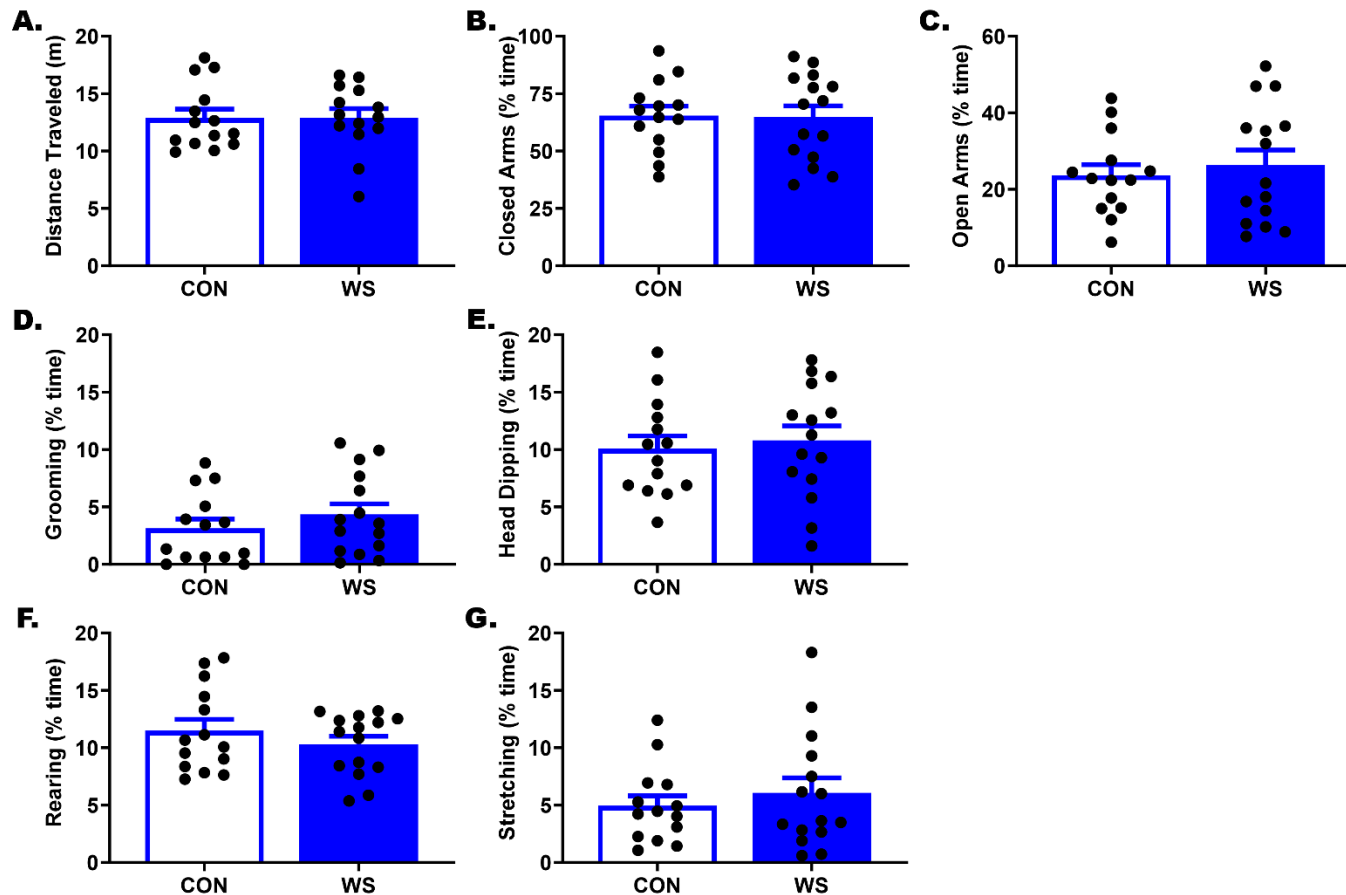 A.
Distance Traveled (m)
20
15
10
5
0
CON WS
B.
Closed Arms (% time)
100
75
50
25
0
CON WS
C.
Open Arms (% time)
60
40
20
0
CON WS
D.
Grooming (% time)
20
15
10
5
0
CON WS
E.
Head Dipping (% time)
20
15
10
5
0
CON WS
F.
Rearing (% time)
20
15
10
5
0
CON WS
G.
Stretching (% time)
20
15
10
5
0
CON WS